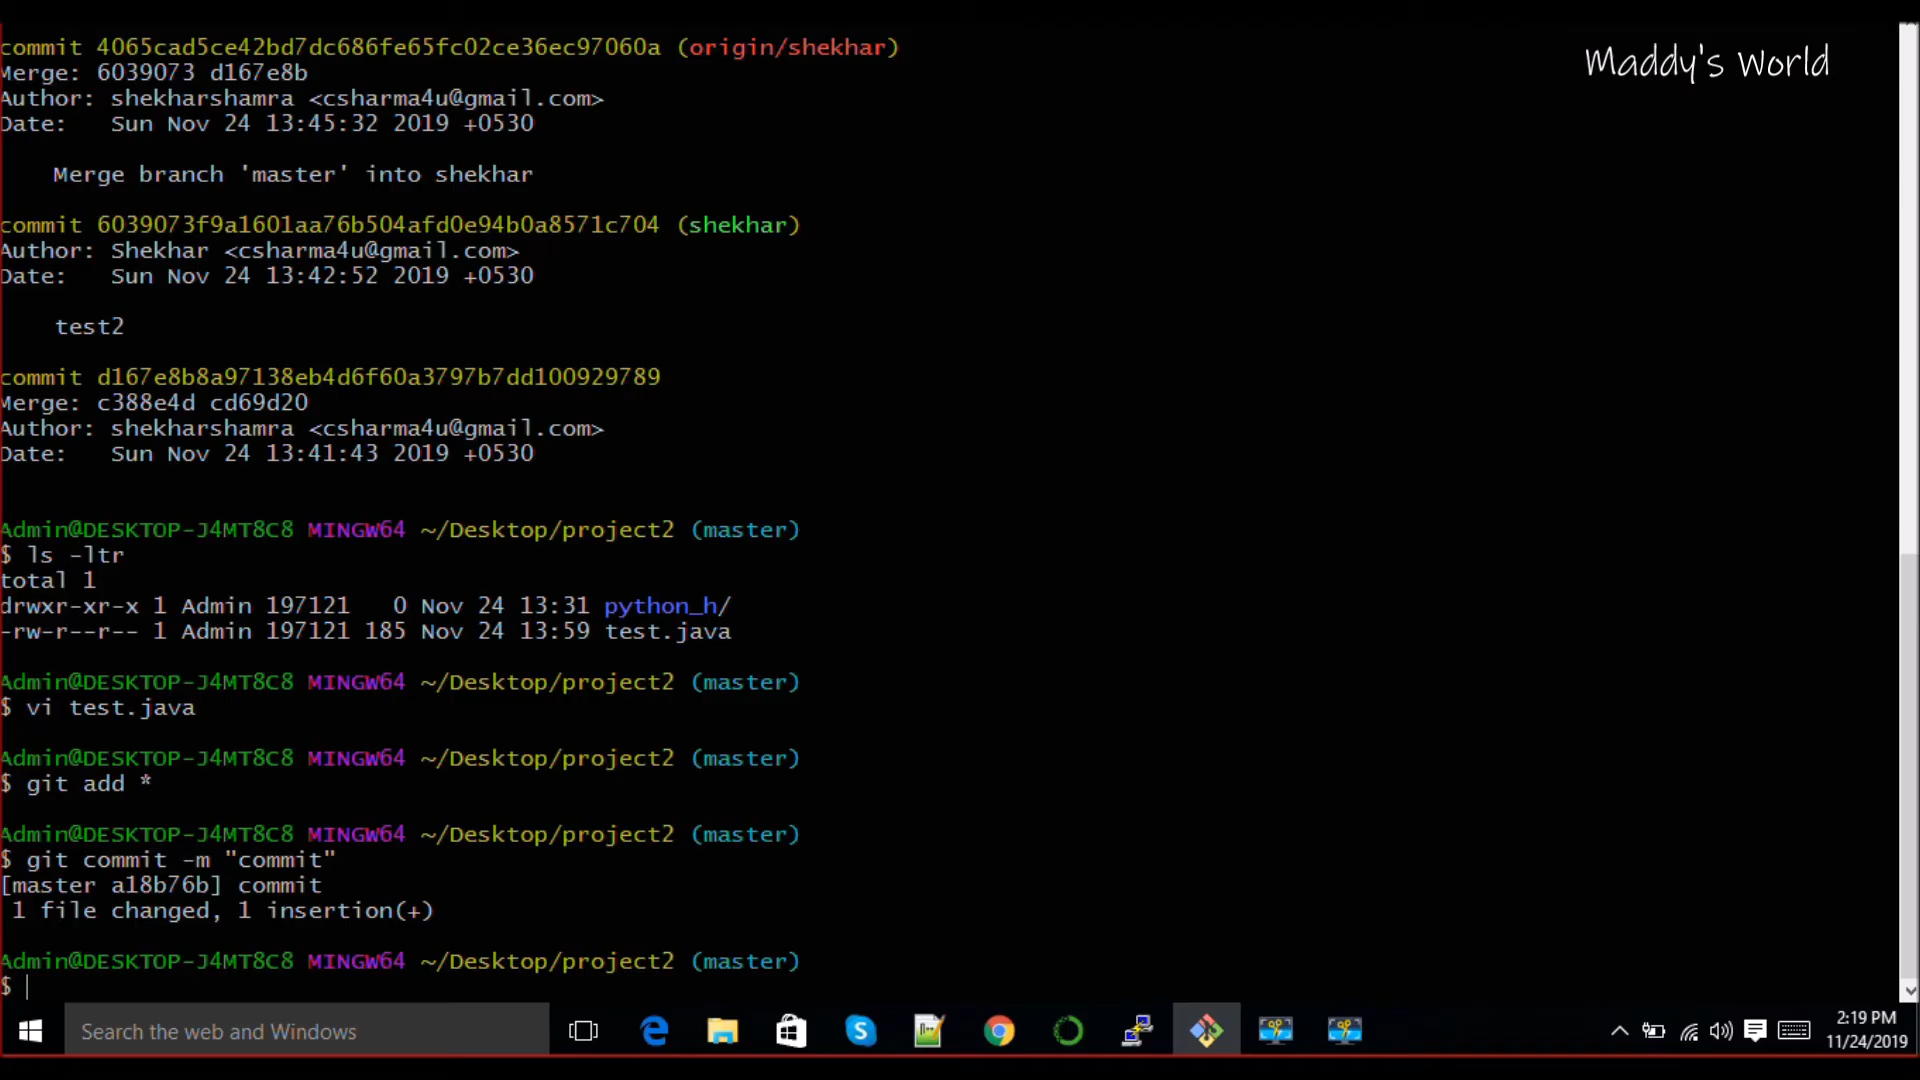 commit 4065cad5ce42bd7dc686fe65fc02ce36ec97060a (origin/shekhar)
Maddy's World
Merge: 6039073 d167e8b
Author: shekharshamra <csharma4u@gmail.com>
Date:   Sun Nov 24 13:45:32 2019 +0530
Merge branch 'master' into shekhar
commit 6039073f9a1601aa76b504afd0e94b0a8571c704 (shekhar)
Author: Shekhar <csharma4u@gmail.com>
Date:   Sun Nov 24 13:42:52 2019 +0530
test2
commit d167e8b8a97138eb4d6f60a3797b7dd100929789
Merge: c388e4d cd69d20
Author: shekharshamra <csharma4u@gmail.com>
Date:   Sun Nov 24 13:41:43 2019 +0530
Admin@DESKTOP-J4MT8C8 MINGW64 ~/Desktop/project2 (master)
$ ls -ltr
total 1
drwxr-xr-x 1 Admin 197121   0 Nov 24 13:31 python_h/
-rw-r--r-- 1 Admin 197121 185 Nov 24 13:59 test.java
Admin@DESKTOP-J4MT8C8 MINGW64 ~/Desktop/project2 (master)
$ vi test.java
Admin@DESKTOP-J4MT8C8 MINGW64 ~/Desktop/project2 (master)
$ git add *
Admin@DESKTOP-J4MT8C8 MINGW64 ~/Desktop/project2 (master)
$ git commit -m "commit"
[master a18b76b] commit
1 file changed, 1 insertion(+)
Admin@DESKTOP-J4MT8C8 MINGW64 ~/Desktop/project2 (master)
$
Search the web and Windows
2:19 PM
11/24/2019